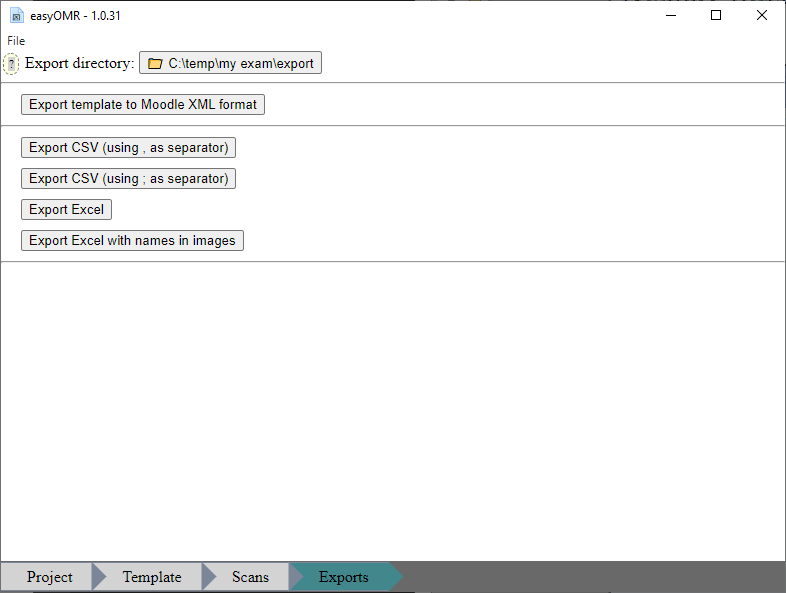 easyOMR - 1.0.31
File
? Export directory: C:\temp\my exam\export
Export template to Moodle XML format
Export CSV (using , as separator)
Export CSV (using ; as separator)
Export Excel
Export Excel with names in images
Project Template Scans Exports